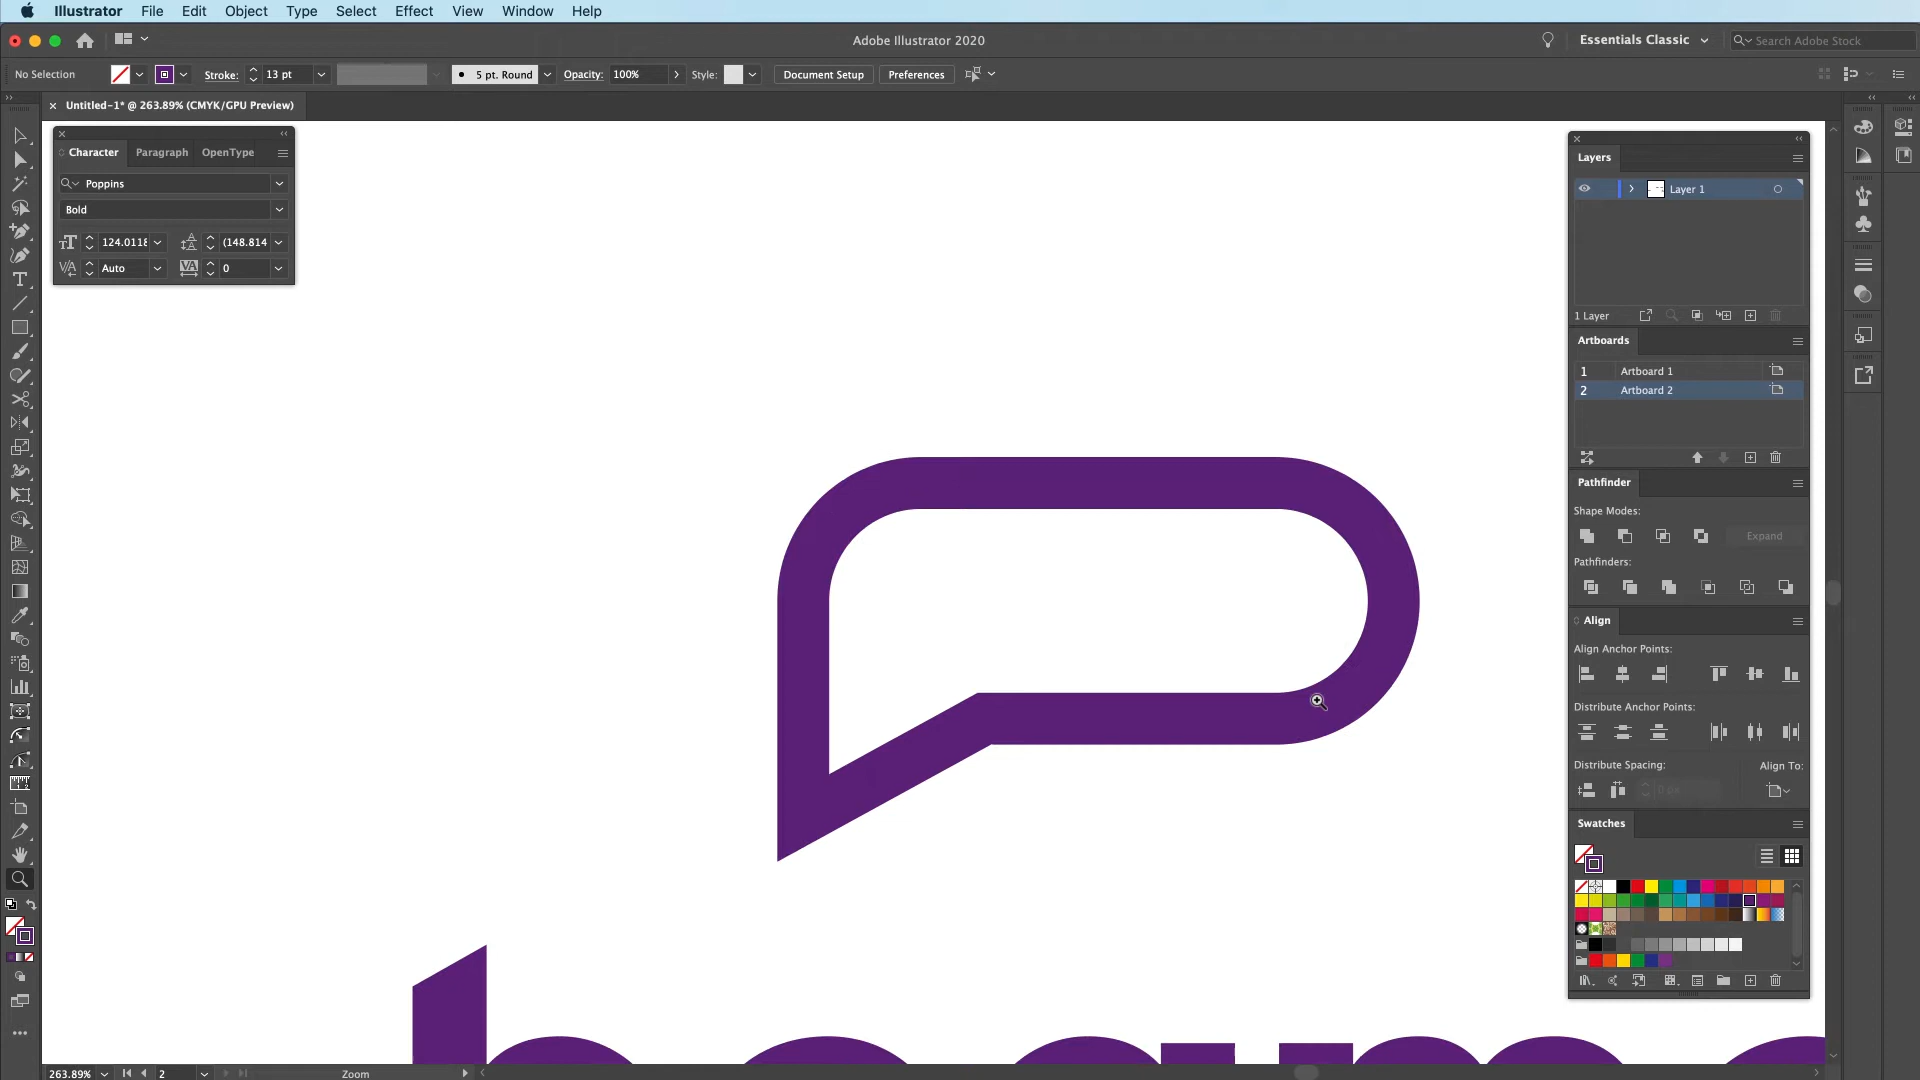 Illustrator File Edit Object Type Select Effect View Window Help
Adobe Illustrator 2020
Essentials Classic
Search Adobe Stock
No Selection
Stroke:
13 pt
5 pt. Round
Opacity:
100%
Style:
Document Setup
Preferences
Untitled-1* @ 263.89% (CMYK/GPU Preview)
Character
Paragraph
OpenType
Poppins
Bold
124.0118
(148.814
Auto
0
Layers
Layer 1
1 Layer
Artboards
1 Artboard 1
2 Artboard 2
Pathfinder
Shape Modes:
Expand
Pathfinders:
Align
Align Anchor Points:
Distribute Anchor Points:
Distribute Spacing:
Align To:
0 px
Swatches
263.89%
2
Zoom